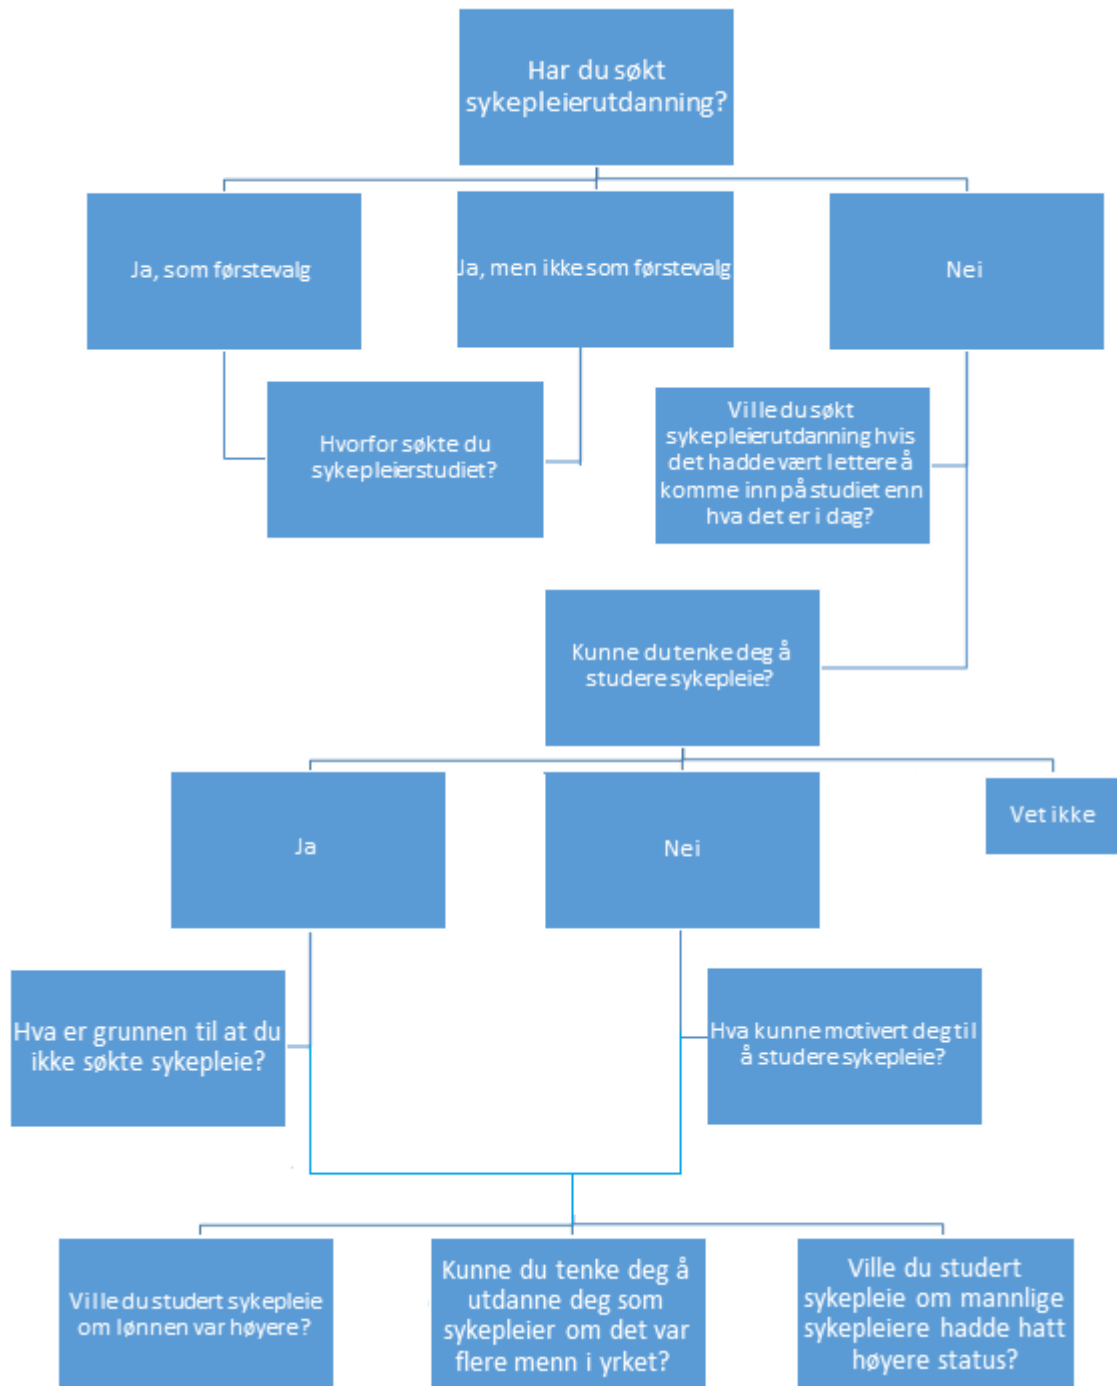 Har du søkt
sykepleierutdanning?
Ja, som førstevalg
Ja, men ikke som førstevalg
Nei
Hvorfor søkte du
sykepleierstudiet?
Ville du søkt
sykepleierutdanning hvis
det hadde vært lettere å
komme inn på studiet enn
hva det er i dag?
Kunne du tenke deg å
studere sykepleie?
Ja
Nei
Vet ikke
Hva er grunnen til at du
ikke søkte sykepleie?
Hva kunne motivert deg til
å studere sykepleie?
Ville du studert sykepleie
om lønnen var høyere?
Kunne du tenke deg å
utdanne deg som
sykepleier om det var
flere menn i yrket?
Ville du studert
sykepleie om mannlige
sykepleiere hadde hatt
høyere status?